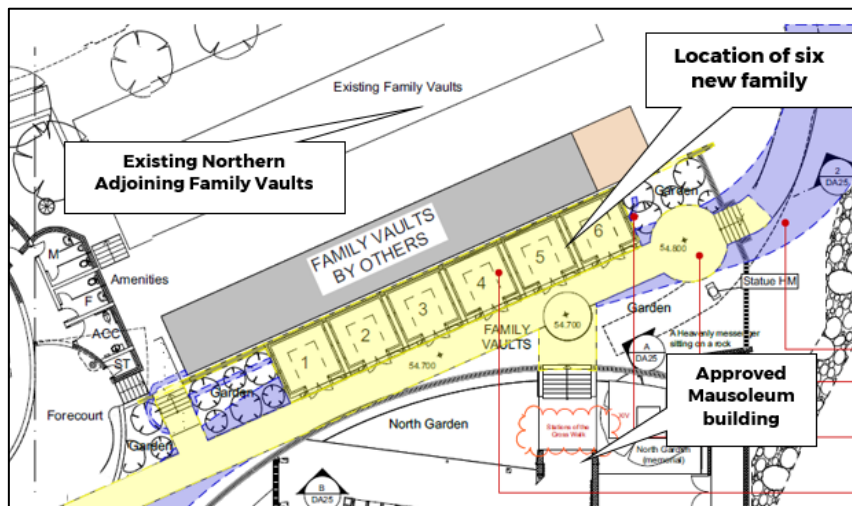 Existing Family Vaults
Location of six
new family
Existing Northern
Adjoining Family Vaults
2
DA25
Garden
FAMILY VAULTS
BY OTHERS
M
Amenities
F
ACC
ST
1
2
3
4
5
6
54.800
Statue HM
Garden
FAMILY
VAULTS
54.700
54.700
A Heavenly messenger
sitting on a rock
A
DA25
Approved
Mausoleum
building
Garden
Forecourt
Garden
North Garden
Stations of the
Cross Walk
XIV
North Garden
(memorial)
B
DA25